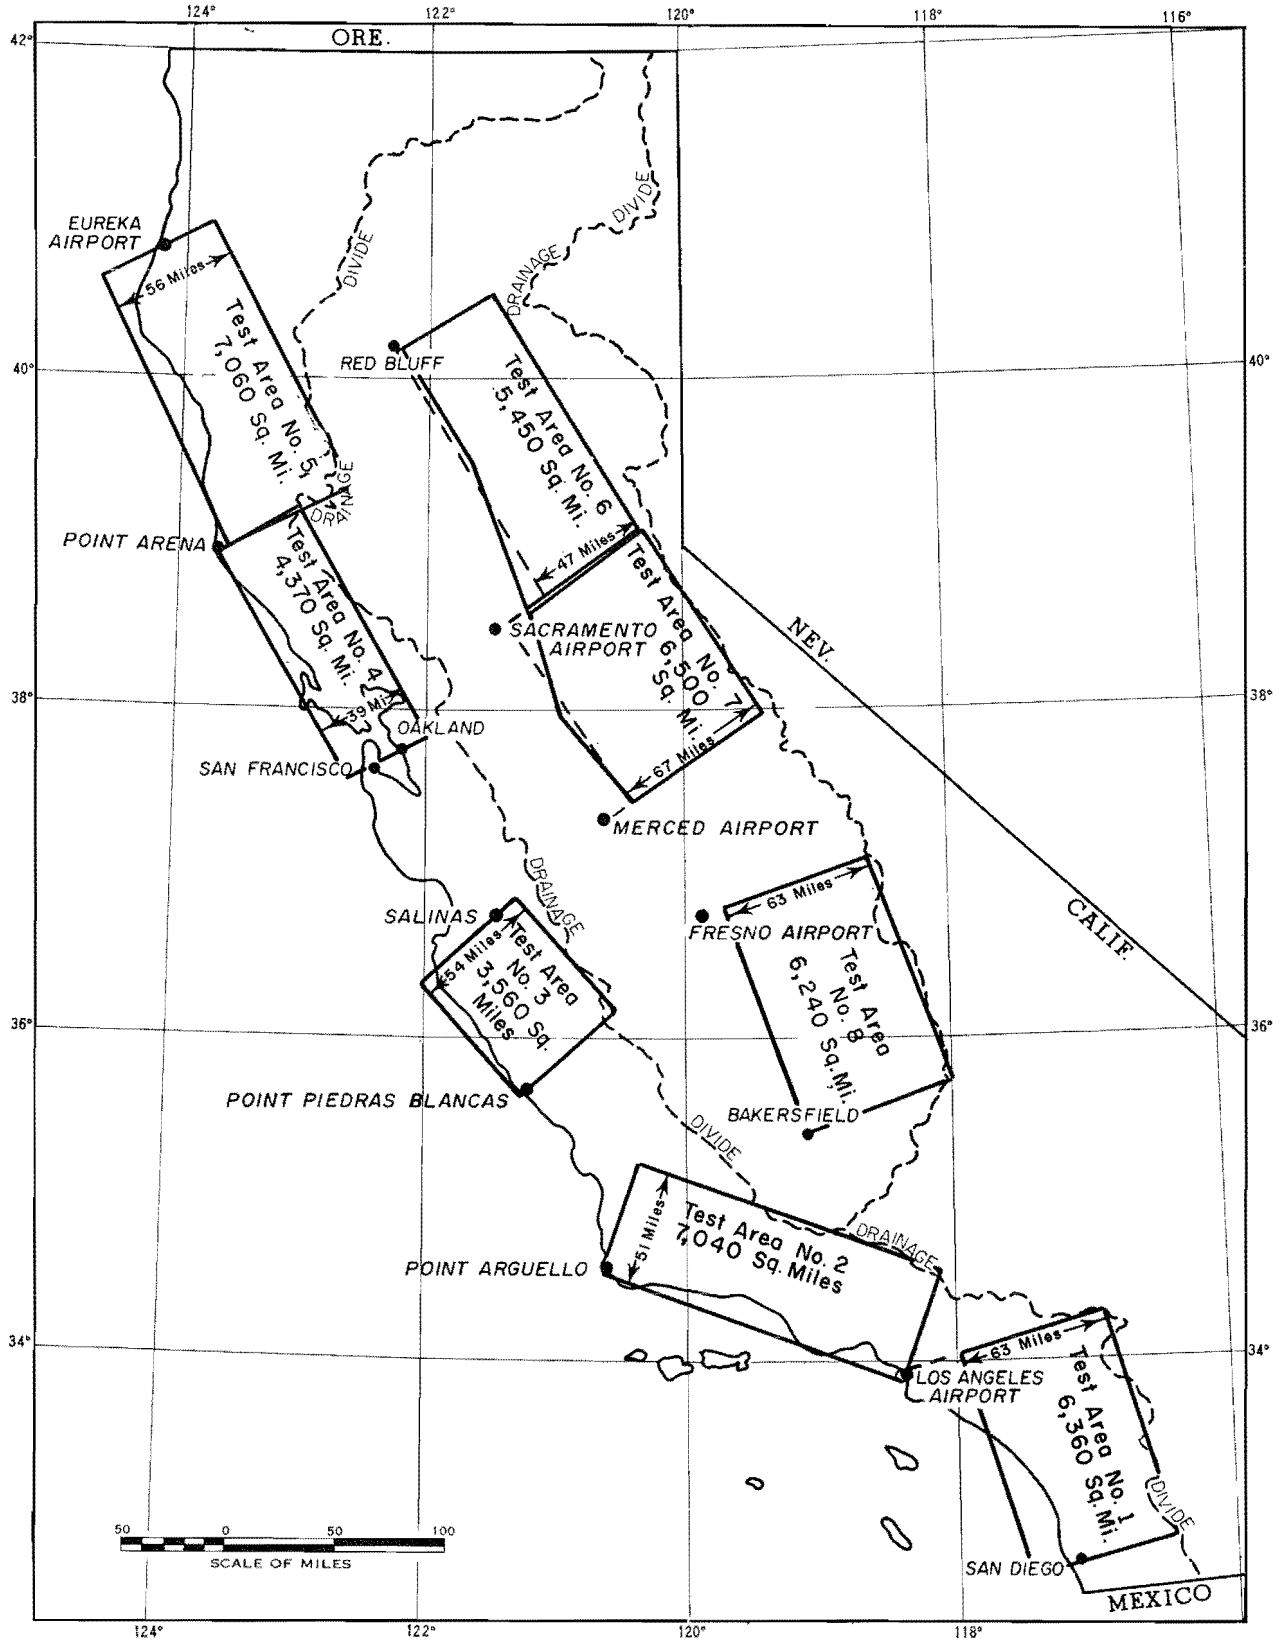 124°
122°
120°
118°
116°
42°
ORE.
42°
DIVIDE
EUREKA
AIRPORT
DIVIDE
DRAINAGE
56 Miles
Test Area No. 5
7,060 Sq. Mi.
RED BLUFF
40°
40°
Test Area No. 6
5,450 Sq. Mi.
DRAINAGE
POINT ARENA
47 Miles
Test Area No. 4
4,370 Sq. Mi.
39 Mi.
SACRAMENTO
AIRPORT
Test Area No. 7
6,500
Sq. Mi.
67 Miles
NEV.
38°
38°
OAKLAND
SAN FRANCISCO
MERCED AIRPORT
DRAINAGE
63 Miles
SALINAS
FRESNO AIRPORT
CALIF.
54 Miles
Test Area
No. 3
3,560 Sq.
Miles
Test Area
No. 8
6,240 Sq. Mi.
36°
36°
POINT PIEDRAS BLANCAS
BAKERSFIELD
DIVIDE
51 Miles
Test Area No. 2
7,040 Sq. Miles
DRAINAGE
POINT ARGUELLO
34°
34°
63 Miles
LOS ANGELES
AIRPORT
Test Area No. 1
6,360 Sq. Mi.
DIVIDE
50 0 50 100
SCALE OF MILES
SAN DIEGO
MEXICO
124°
122°
120°
118°